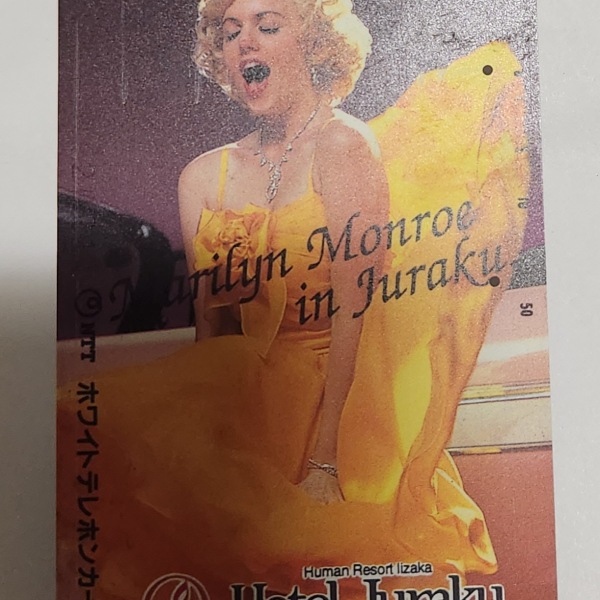 Marilyn Monroe
in Juraku
50
NTT ホワイトテレホンカー
Human Resort Iizaka
Hotel Juraku